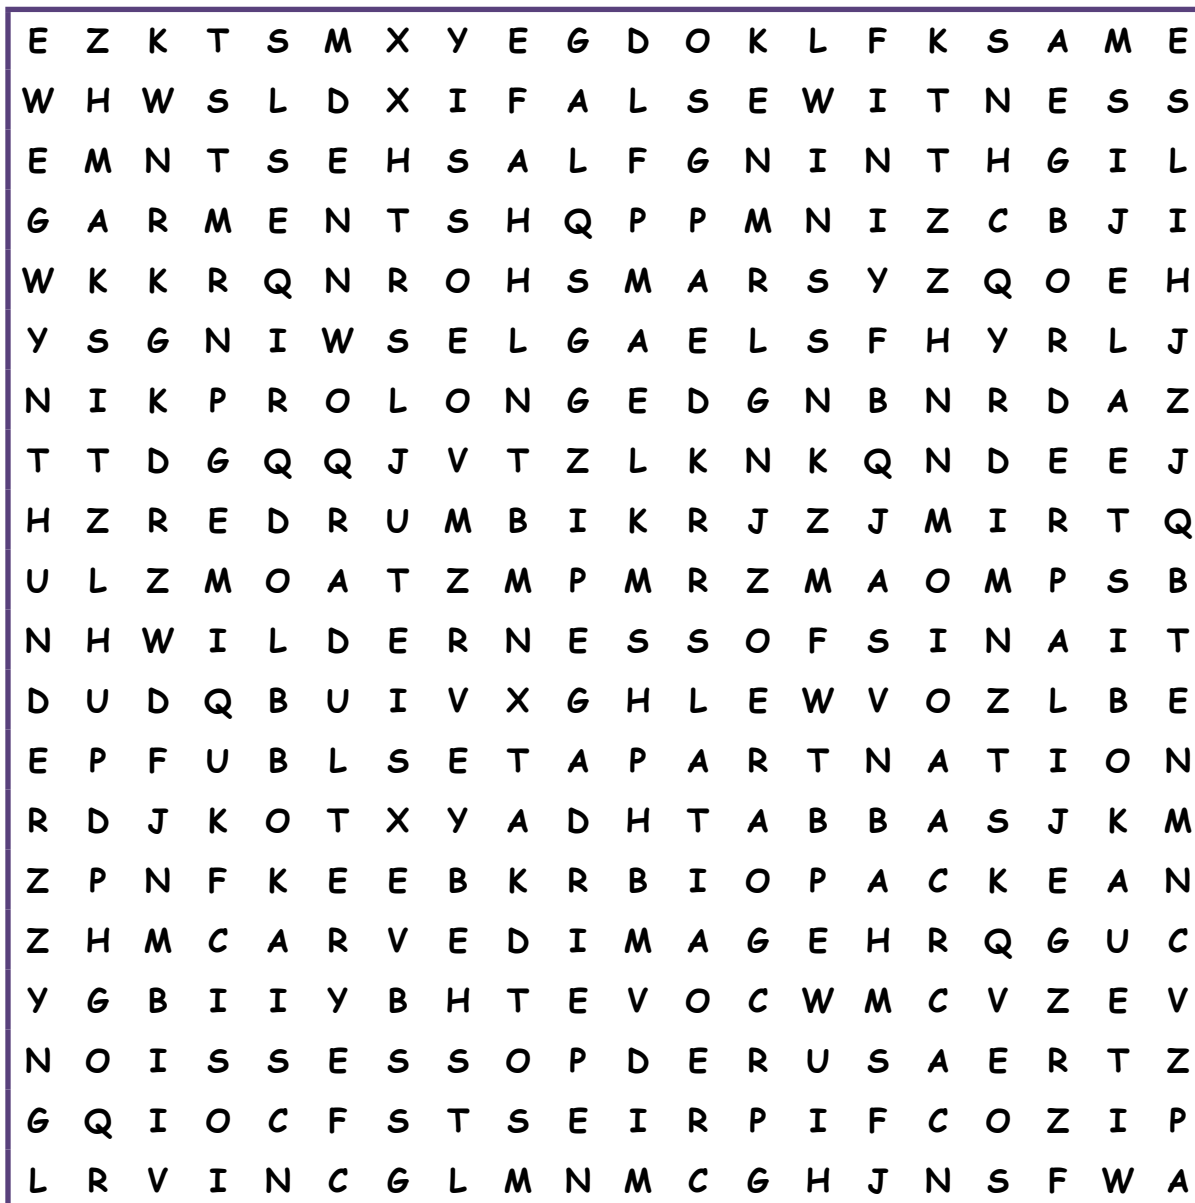 E Z K T S M X Y E G D O K L F K S A M E
W H W S L D X I F A L S E W I T N E S S
E M N T S E H S A L F G N I N T H G I L
G A R M E N T S H Q P P M N I Z C B J I
W K K R Q N R O H S M A R S Y Z Q O E H
Y S G N I W S E L G A E L S F H Y R L J
N I K P R O L O N G E D G N B N R D A Z
T T D G Q Q J V T Z L K N K Q N D E E J
H Z R E D R U M B I K R J Z J M I R T Q
U L Z M O A T Z M P M R Z M A O M P S B
N H W I L D E R N E S S O F S I N A I T
D U D Q B U I V X G H L E W V O Z L B E
E P F U B L S E T A P A R T N A T I O N
R D J K O T X Y A D H T A B B A S J K M
Z P N F K E E B K R B I O P A C K E A N
Z H M C A R V E D I M A G E H R Q G U C
Y G B I I Y B H T E V O C W M C V Z E V
N O I S S E S S O P D E R U S A E R T Z
G Q I O C F S T S E I R P I F C O Z I P
L R V I N C G L M N M C G H J N S F W A